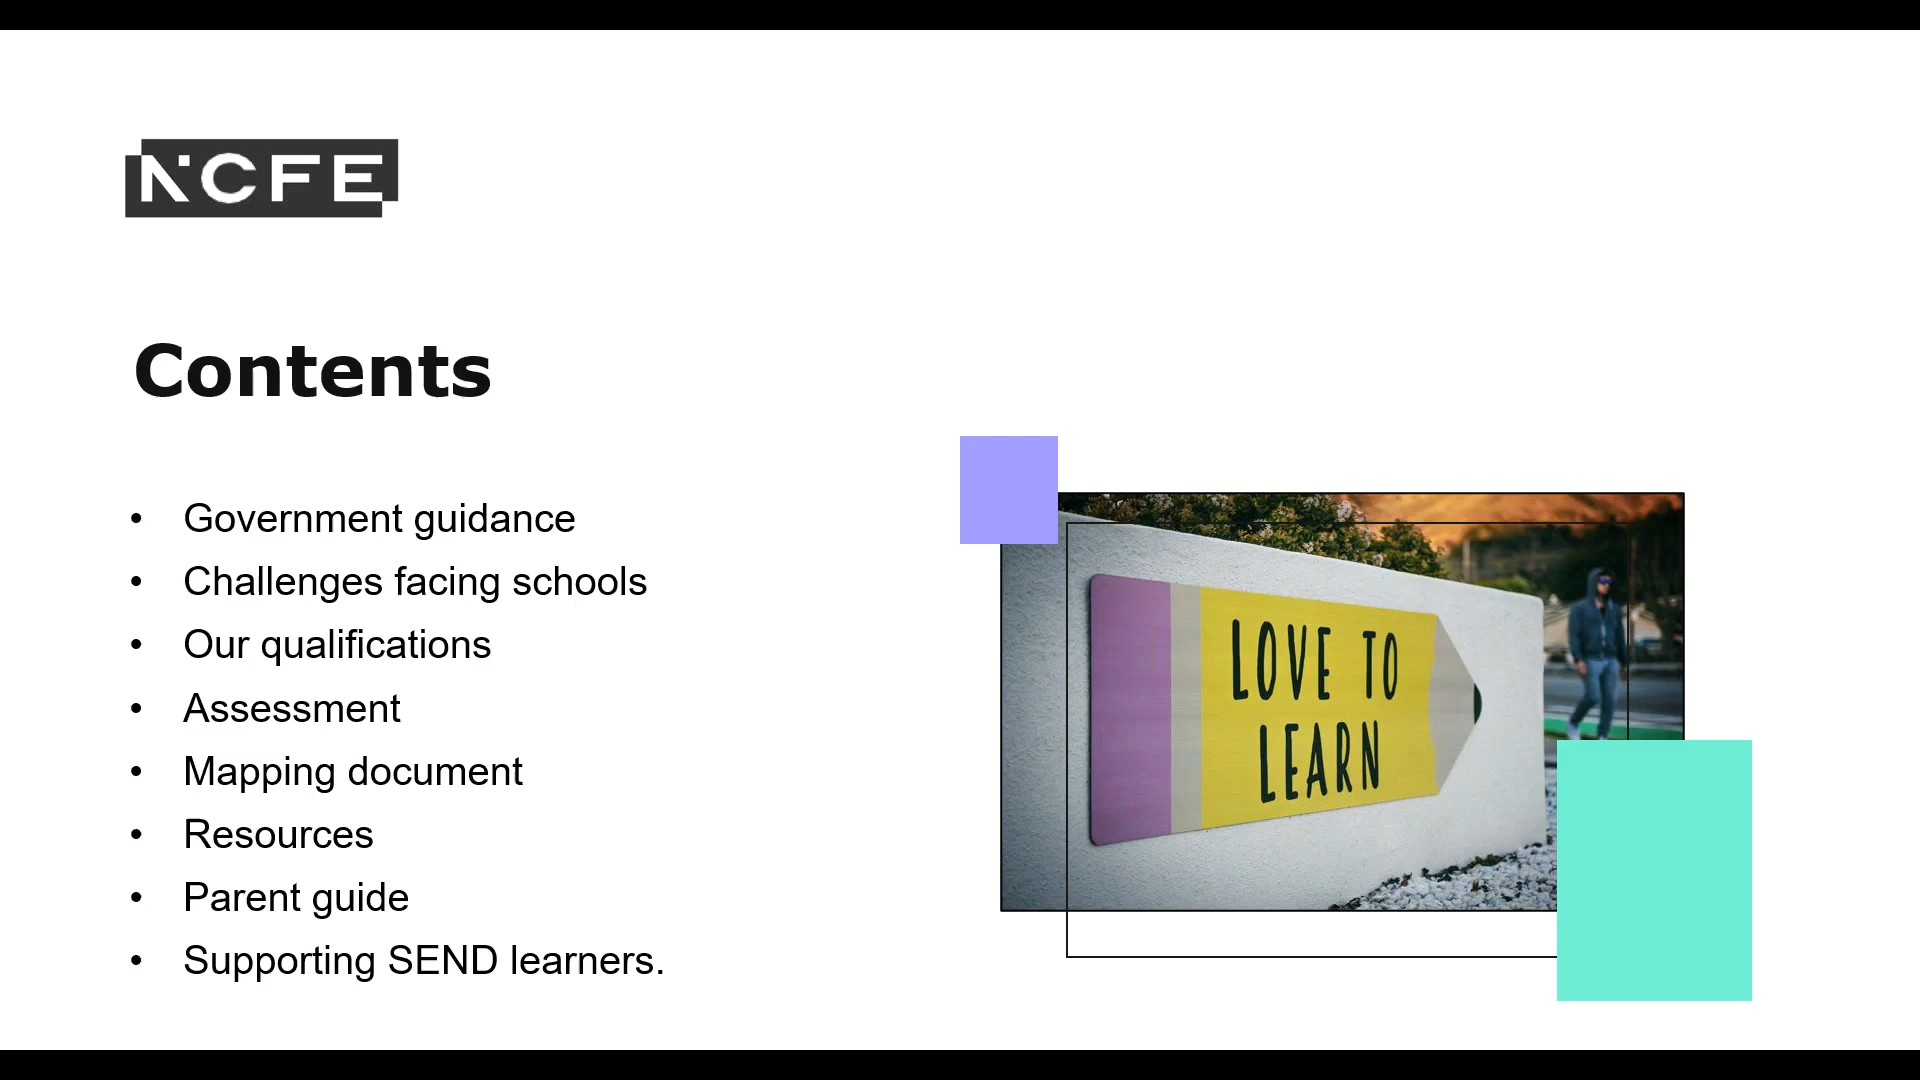 NCFE
Contents
• Government guidance
• Challenges facing schools
• Our qualifications
• Assessment
• Mapping document
• Resources
• Parent guide
• Supporting SEND learners.
LOVE TO
LEARN